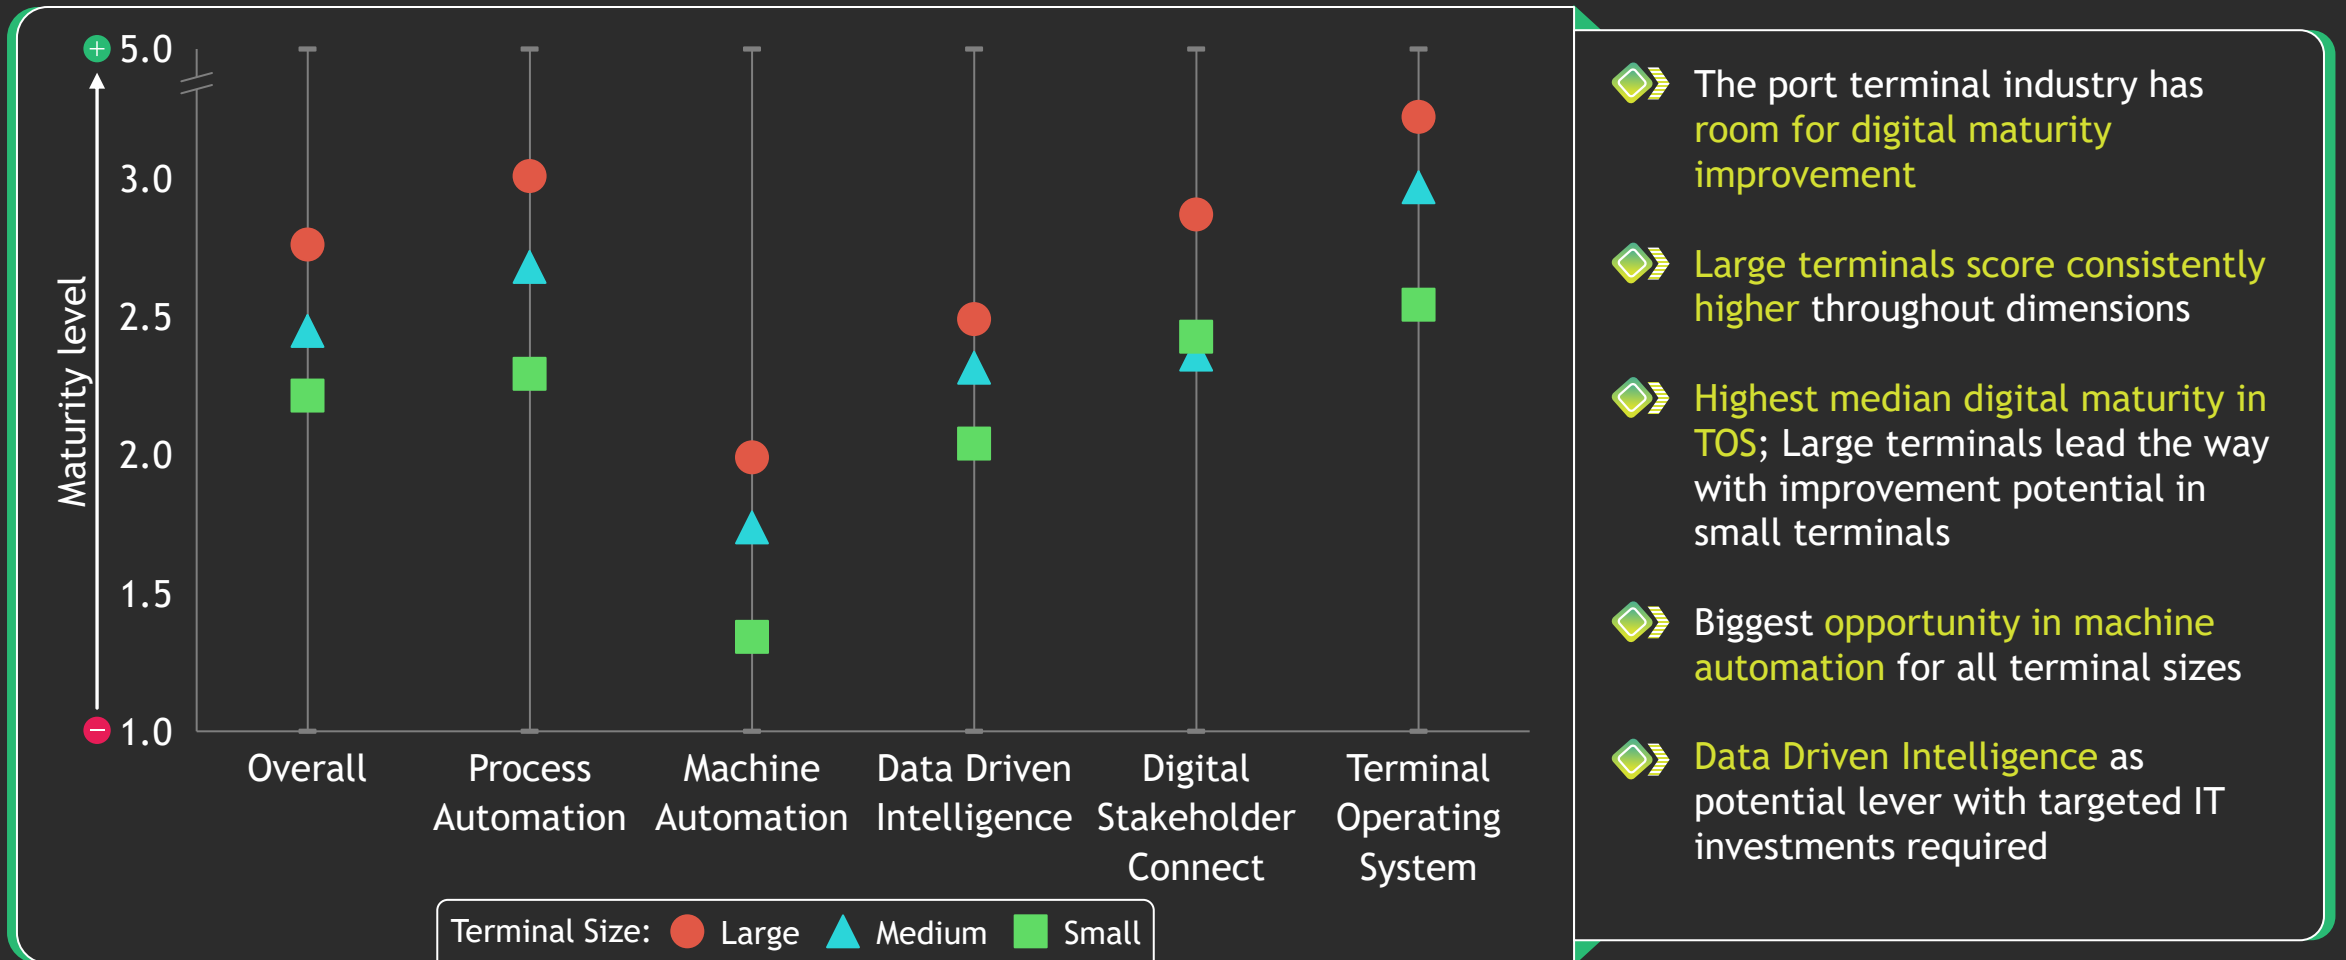 5.0
3.0
2.5
2.0
1.5
1.0
Maturity level
Overall
Process
Automation
Machine
Automation
Data Driven
Intelligence
Digital
Stakeholder
Connect
Terminal
Operating
System
Terminal Size: Large Medium Small
The port terminal industry has
room for digital maturity
improvement
Large terminals score consistently
higher throughout dimensions
Highest median digital maturity in
TOS; Large terminals lead the way
with improvement potential in
small terminals
Biggest opportunity in machine
automation for all terminal sizes
Data Driven Intelligence as
potential lever with targeted IT
investments required